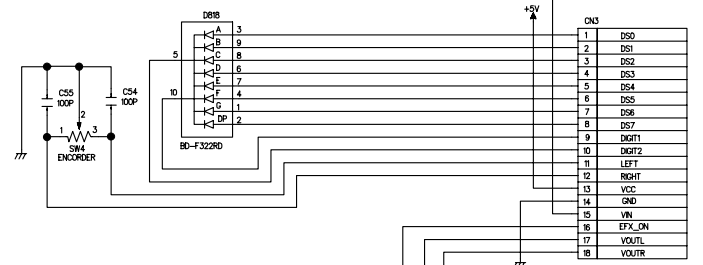 D818
+5V
CN3
A 3
B 9
5 C 8
D 6
E 7
10 F 4
G 1
DP 2
BD-F322RD
C55
100P
C54
100P
2
1 3
SW4
ENCORDER
1 DS0
2 DS1
3 DS2
4 DS3
5 DS4
6 DS5
7 DS6
8 DS7
9 DIGIT1
10 DIGIT2
11 LEFT
12 RIGHT
13 VCC
14 GND
15 VIN
16 EFX_ON
17 VOUTL
18 VOUTR